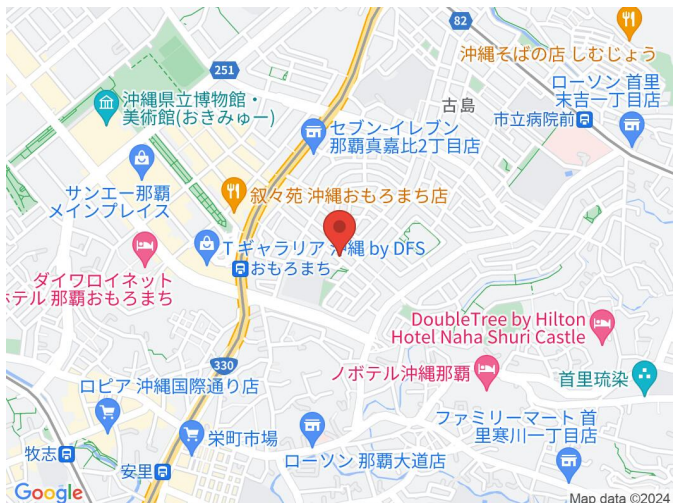 82
沖縄そばの店 しむじょう
251
古島
ローソン 首里
末吉一丁目店
沖縄県立博物館・
美術館(おきみゅー)
市立病院前
セブン-イレブン
那覇真嘉比2丁目店
サンエー那覇
メインプレイス
叙々苑 沖縄おもろまち店
Tギャラリア 沖縄 by DFS
おもろまち
ダイワロイネット
ホテル 那覇おもろまち
DoubleTree by Hilton
Hotel Naha Shuri Castle
330
ノボテル沖縄那覇
首里琉染
ロピア 沖縄国際通り店
ファミリーマート 首
里寒川一丁目店
栄町市場
牧志
安里
ローソン 那覇大道店
Google
Map data ©2024